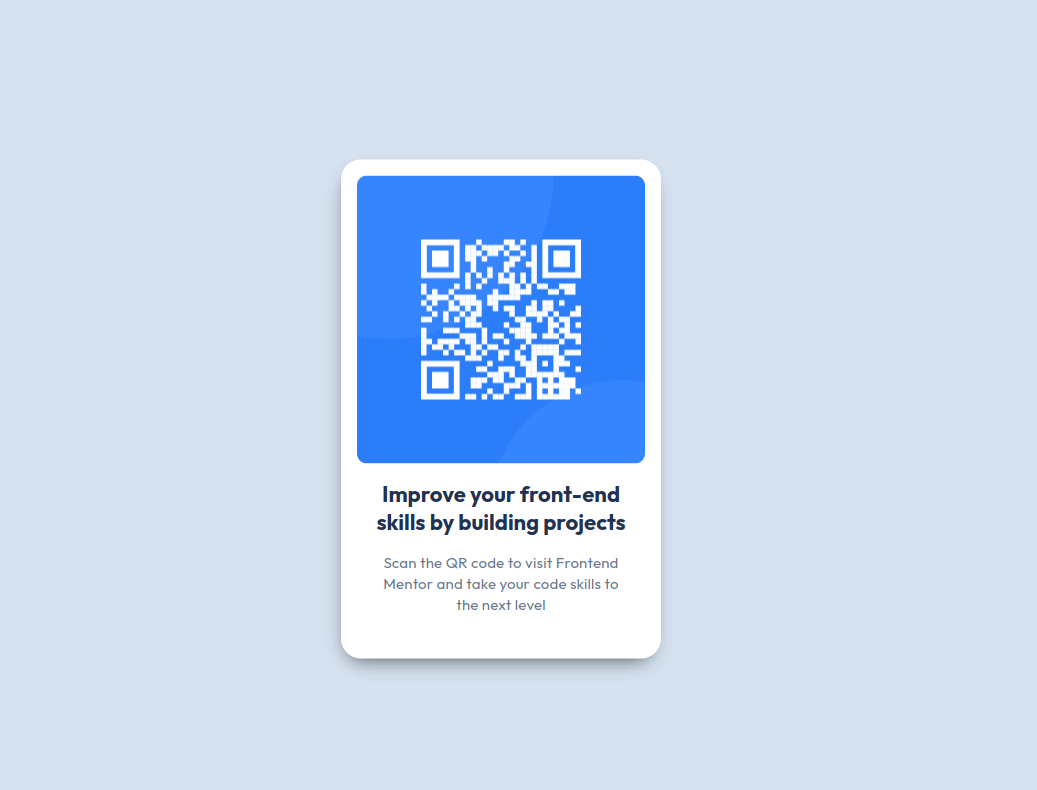 Improve your front-end
skills by building projects
Scan the QR code to visit Frontend
Mentor and take your code skills to
the next level